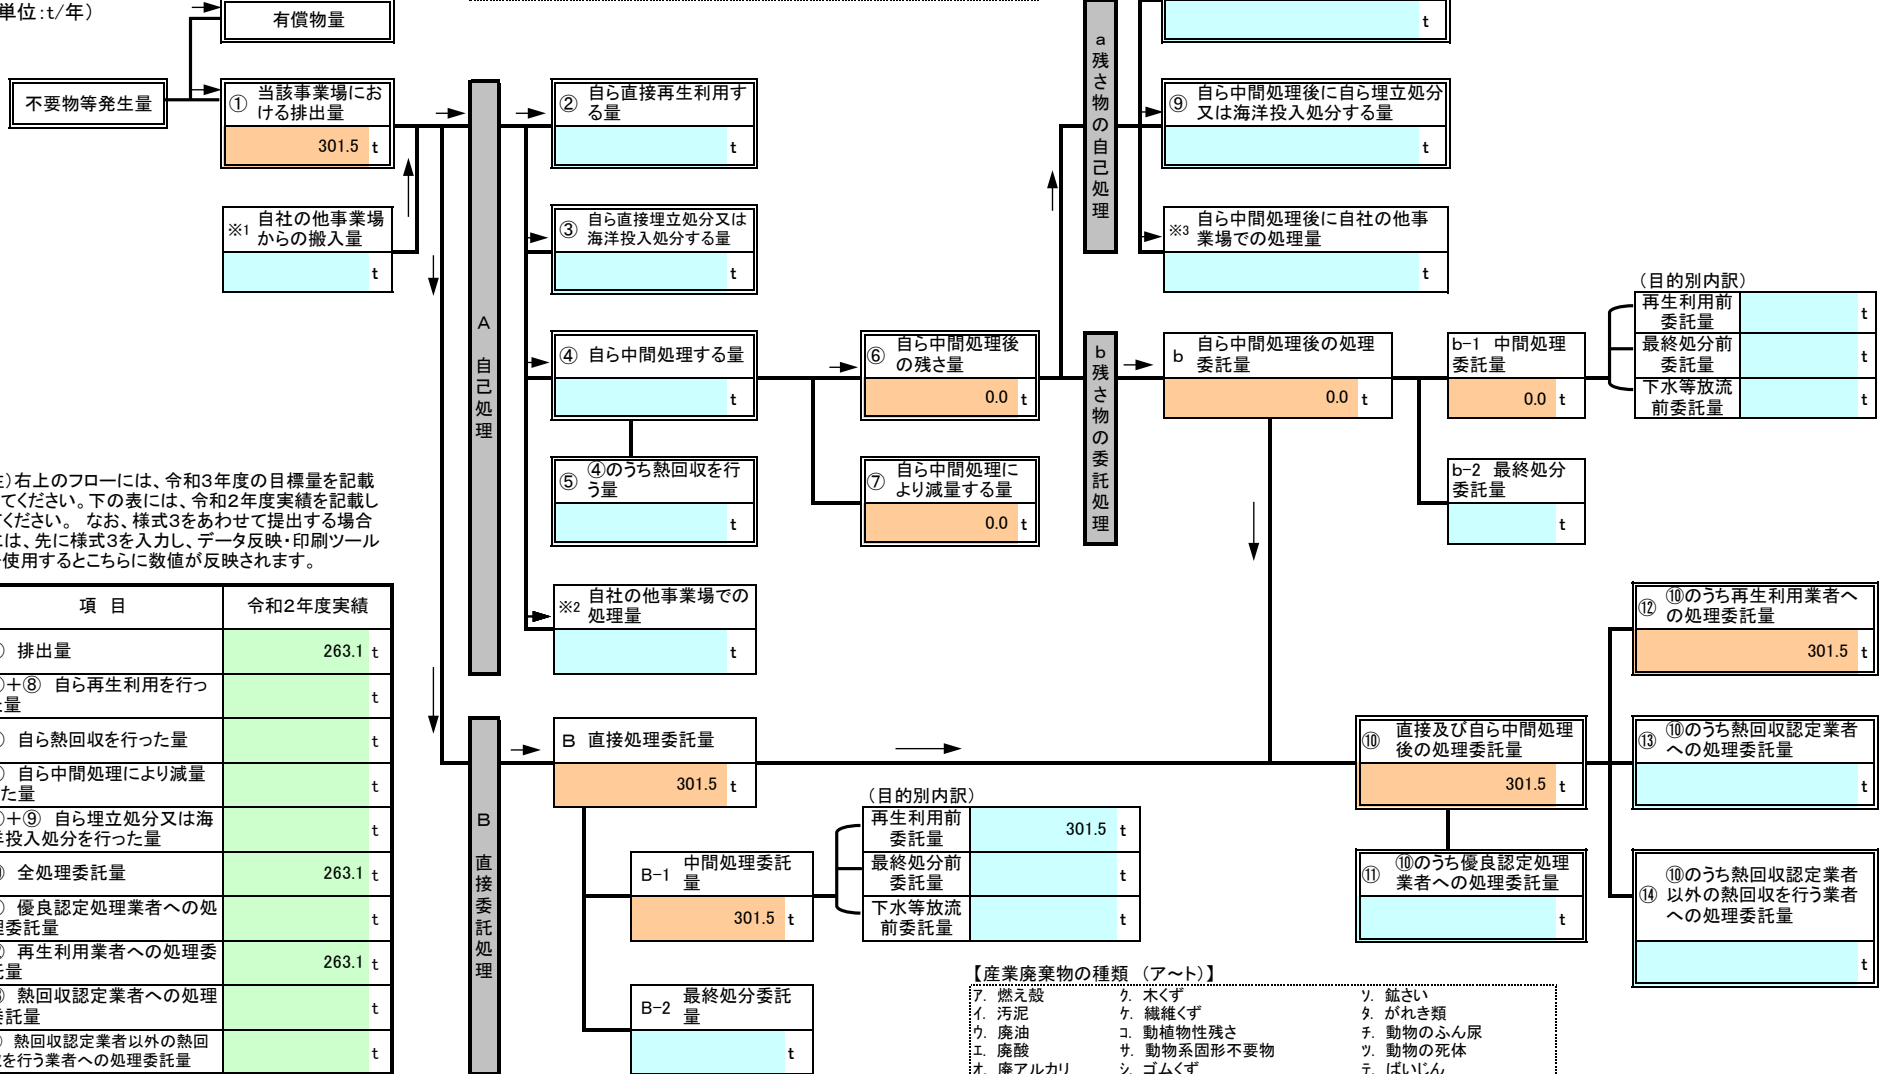 単位:t/年)
有償物量
不要物等発生量
① 当該事業場にお
ける排出量
301.5 t
※1 自社の他事業場
からの搬入量
t
A 自己処理
② 自ら直接再生利用す
る量
t
③ 自ら直接埋立処分又は
海洋投入処分する量
t
④ 自ら中間処理する量
t
⑤ ④のうち熱回収を行
う量
t
※2 自社の他事業場での
処理量
t
⑥ 自ら中間処理後
の残さ量
0.0 t
⑦ 自ら中間処理に
より減量する量
0.0 t
a 残さ物の自己処理
t
⑨ 自ら中間処理後に自ら埋立処分
又は海洋投入処分する量
t
※3 自ら中間処理後に自社の他事
業場での処理量
t
b 残さ物の委託処理
b 自ら中間処理後の処理
委託量
0.0 t
b-1 中間処理
委託量
0.0 t
b-2 最終処分
委託量
t
(目的別内訳)
再生利用前
委託量
t
最終処分前
委託量
t
下水等放流
前委託量
t
)右上のフローには、令和3年度の目標量を記載
てください。下の表には、令和2年度実績を記載し
ください。 なお、様式3をあわせて提出する場合
は、先に様式3を入力し、データ反映・印刷ツール
使用するとこちらに数値が反映されます。
項 目 令和2年度実績
排出量 263.1 t
+⑧ 自ら再生利用を行っ
量 t
自ら熱回収を行った量 t
自ら中間処理により減量
た量 t
+⑨ 自ら埋立処分又は海
投入処分を行った量 t
全処理委託量 263.1 t
優良認定処理業者への処
委託量 t
再生利用業者への処理委
量 263.1 t
熱回収認定業者への処理
託量 t
熱回収認定業者以外の熱回
を行う業者への処理委託量 t
B 直接委託処理
B 直接処理委託量
301.5 t
B-1 中間処理委託
量
301.5 t
B-2 最終処分委託
量
t
(目的別内訳)
再生利用前
委託量
301.5 t
最終処分前
委託量
t
下水等放流
前委託量
t
⑩ 直接及び自ら中間処理
後の処理委託量
301.5 t
⑪ ⑩のうち優良認定処理
業者への処理委託量
t
⑫ ⑩のうち再生利用業者へ
の処理委託量
301.5 t
⑬ ⑩のうち熱回収認定業者
への処理委託量
t
⑭ ⑩のうち熱回収認定業者
以外の熱回収を行う業者
への処理委託量
t
【産業廃棄物の種類 (ア～ト)】
ア. 燃え殻 ク. 木くず ソ. 鉱さい
イ. 汚泥 ケ. 繊維くず タ. がれき類
ウ. 廃油 コ. 動植物性残さ チ. 動物のふん尿
エ. 廃酸 サ. 動物系固形不要物 ツ. 動物の死体
オ. 廃アルカリ シ. ゴムくず テ. ばいじん